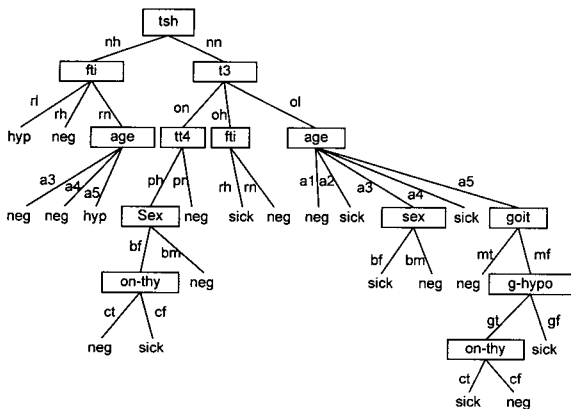 tsh
nh nn
fti t3
rl rh rn on oh ol
hyp neg age tt4 fti age
a3 a4 a5 ph pr rh rn a1 a2 a3 a4 a5
neg neg hyp Sex neg sick neg neg sick sex sick goit
bf bm bf bm mt mf
on-thy neg sick neg neg g-hypo
ct cf gt gf
neg sick on-thy sick
ct cf
sick neg